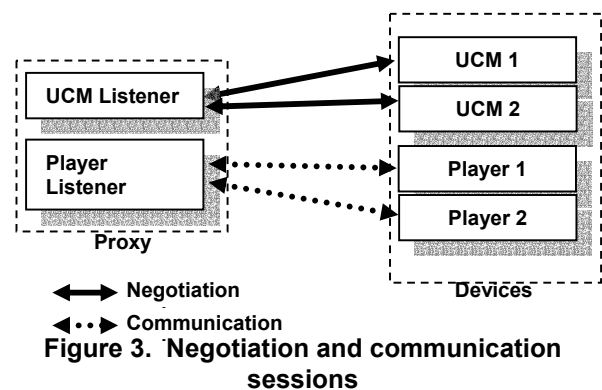 UCM Listener
Player
Listener
Proxy
UCM 1
UCM 2
Player 1
Player 2
Devices
Negotiation
Communication
Figure 3. Negotiation and communication
sessions